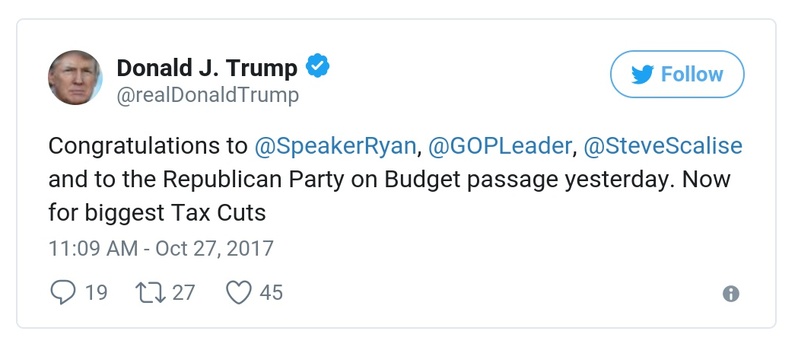 Donald J. Trump
Follow
@realDonaldTrump
Congratulations to @SpeakerRyan, @GOPLeader, @SteveScalise
and to the Republican Party on Budget passage yesterday. Now
for biggest Tax Cuts
11:09 AM - Oct 27, 2017
19 27 45